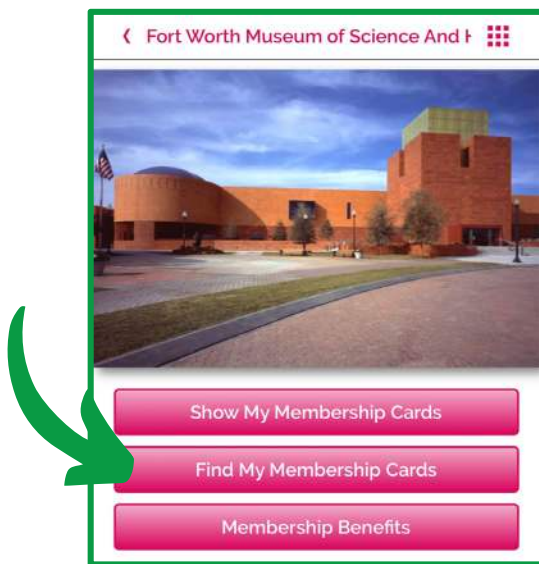 Fort Worth Museum of Science And H
Show My Membership Cards
Find My Membership Cards
Membership Benefits